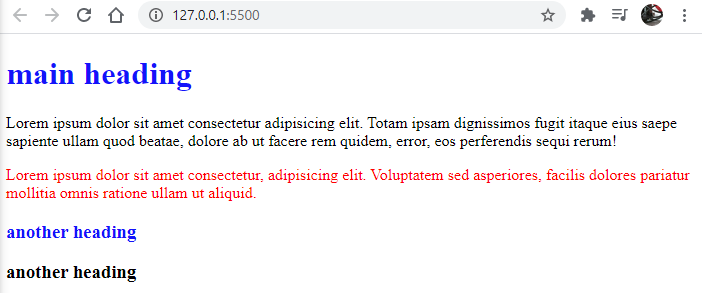 127.0.0.1:5500
main heading
Lorem ipsum dolor sit amet consectetur adipisicing elit. Totam ipsam dignissimos fugit itaque eius saepe
sapiente ullam quod beatae, dolore ab ut facere rem quidem, error, eos perferendis sequi rerum!
Lorem ipsum dolor sit amet consectetur, adipisicing elit. Voluptatem sed asperiores, facilis dolores pariatur
mollitia omnis ratione ullam ut aliquid.
another heading
another heading